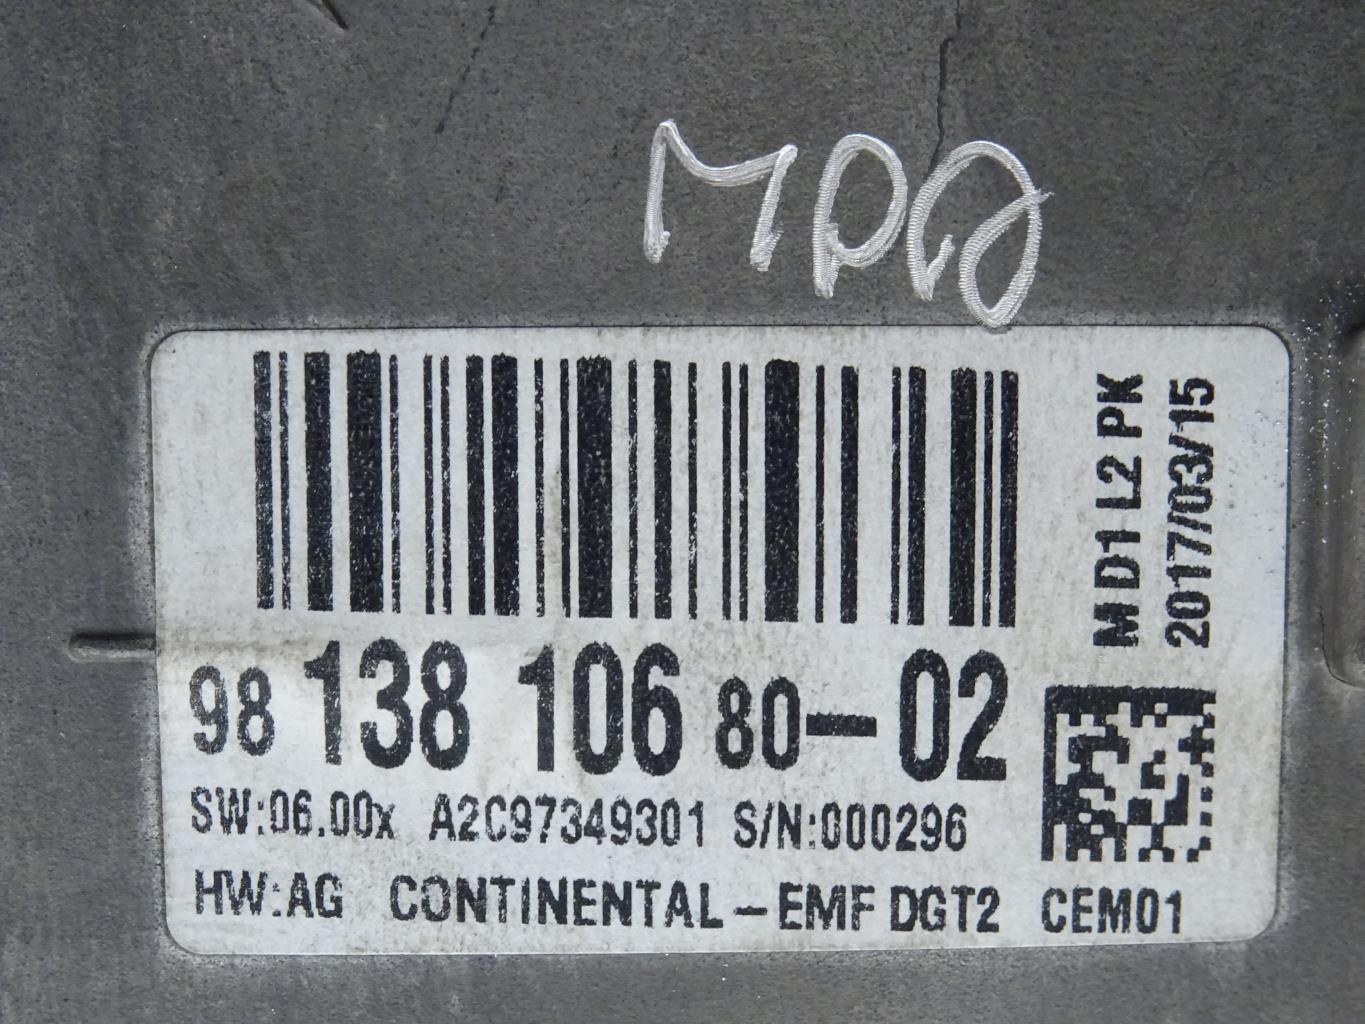 M D1 L2 PK
2017/03/15
98 138 106 80-02
SW:06.00x A2C97349301 S/N:000296
HW:AG CONTINENTAL-EMF DGT2 CEM01